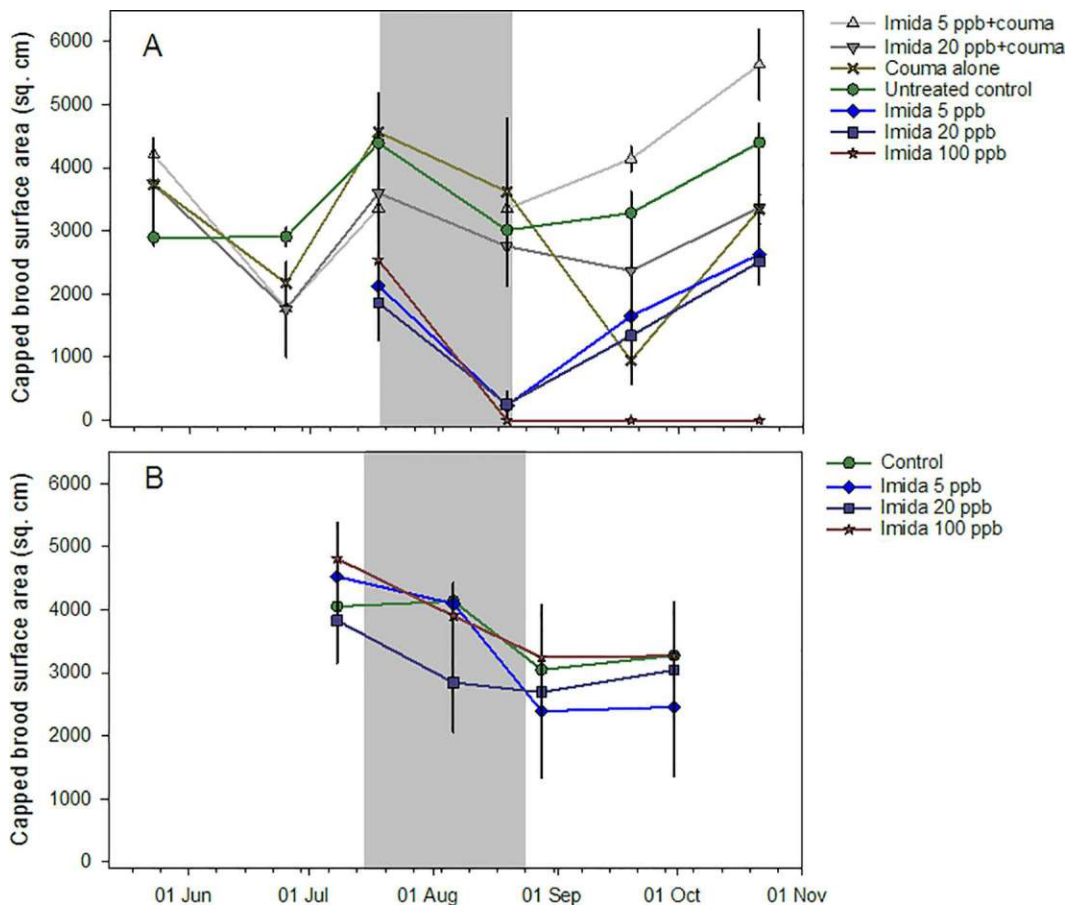 A
Capped brood surface area (sq. cm)
6000
5000
4000
3000
2000
1000
0
Imida 5 ppb+couma
Imida 20 ppb+couma
Couma alone
Untreated control
Imida 5 ppb
Imida 20 ppb
Imida 100 ppb
B
Capped brood surface area (sq. cm)
6000
5000
4000
3000
2000
1000
0
Control
Imida 5 ppb
Imida 20 ppb
Imida 100 ppb
01 Jun 01 Jul 01 Aug 01 Sep 01 Oct 01 Nov